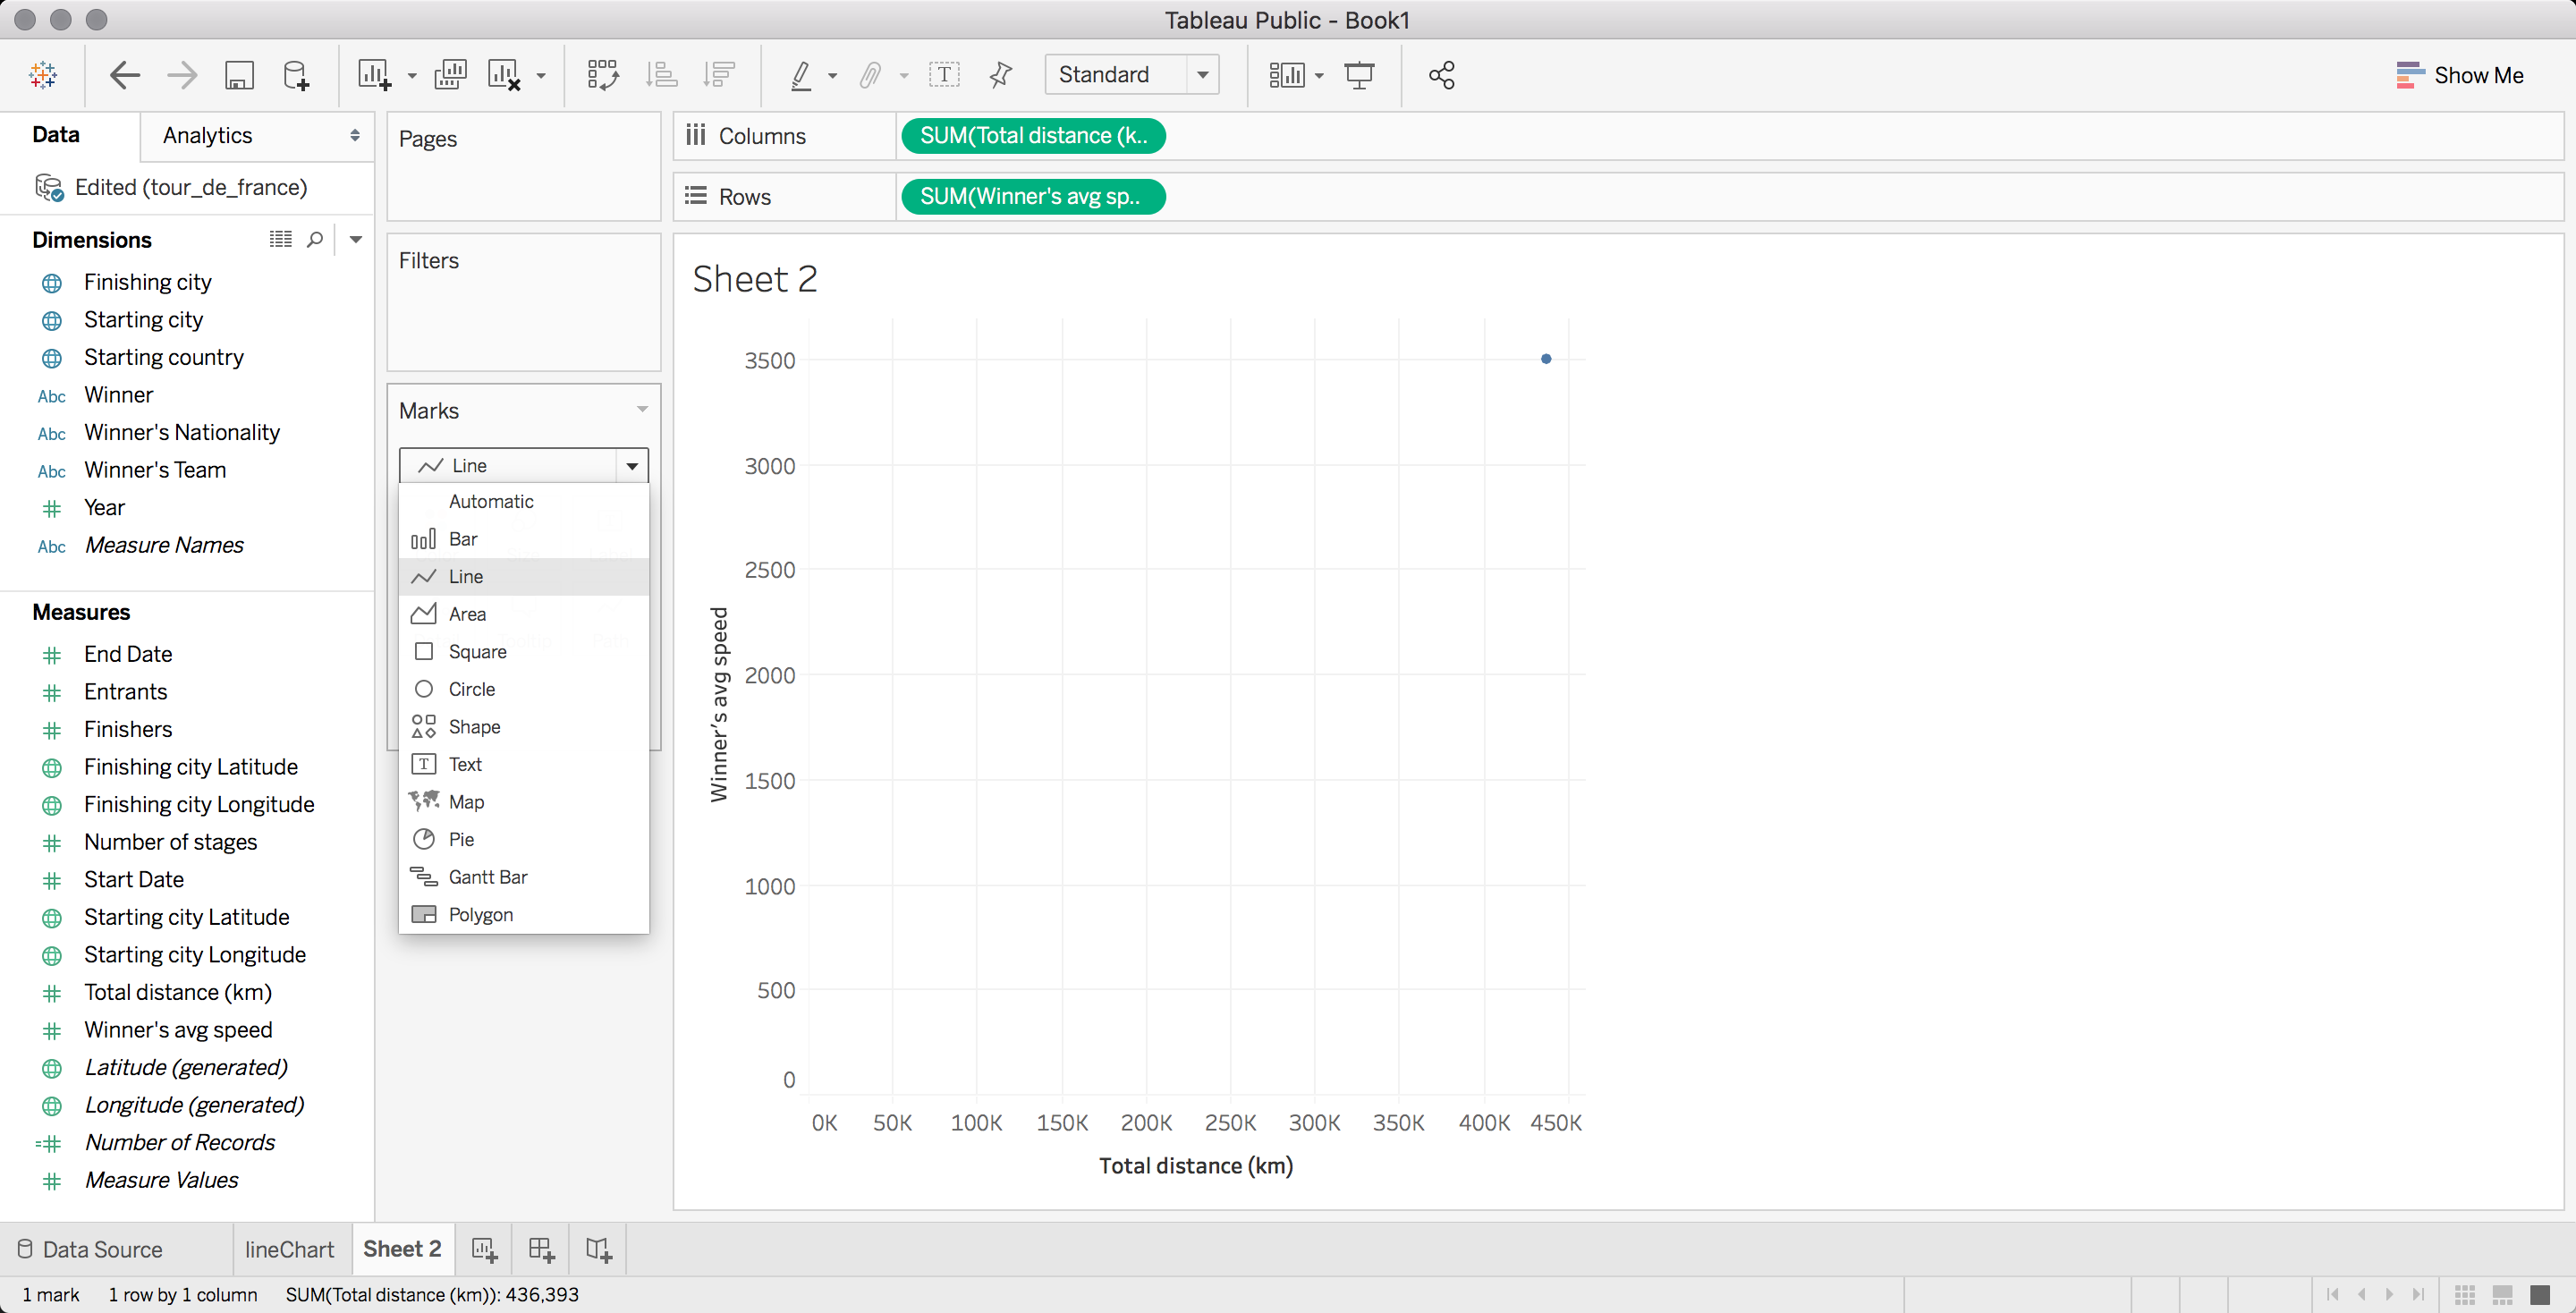 Tableau Public - Book1
Standard
Show Me
Data
Analytics
Edited (tour_de_france)
Dimensions
Finishing city
Starting city
Starting country
Abc Winner
Abc Winner's Nationality
Abc Winner's Team
Year
Abc Measure Names
Measures
End Date
Entrants
Finishers
Finishing city Latitude
Finishing city Longitude
Number of stages
Start Date
Starting city Latitude
Starting city Longitude
Total distance (km)
Winner's avg speed
Latitude (generated)
Longitude (generated)
Number of Records
Measure Values
Pages
Filters
Marks
Line
Automatic
Bar
Line
Area
Square
Circle
Shape
Text
Map
Pie
Gantt Bar
Polygon
Columns
SUM(Total distance (k..
Rows
SUM(Winner's avg sp..
Sheet 2
Winner's avg speed
3500
3000
2500
2000
1500
1000
500
0
0K 50K 100K 150K 200K 250K 300K 350K 400K 450K
Total distance (km)
Data Source
lineChart
Sheet 2
1 mark 1 row by 1 column SUM(Total distance (km)): 436,393